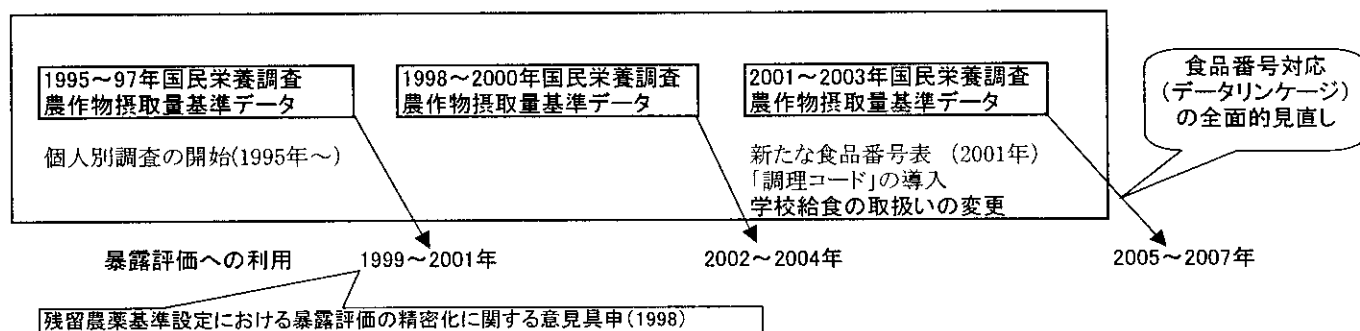 1995～97年国民栄養調査
農作物摂取量基準データ
個人別調査の開始(1995年～)
1998～2000年国民栄養調査
農作物摂取量基準データ
2001～2003年国民栄養調査
農作物摂取量基準データ
新たな食品番号表 (2001年)
「調理コード」の導入
学校給食の取扱いの変更
食品番号対応
(データリンケージ)
の全面的見直し
暴露評価への利用
1999～2001年
2002～2004年
2005～2007年
残留農薬基準設定における暴露評価の精密化に関する意見具申(1998)